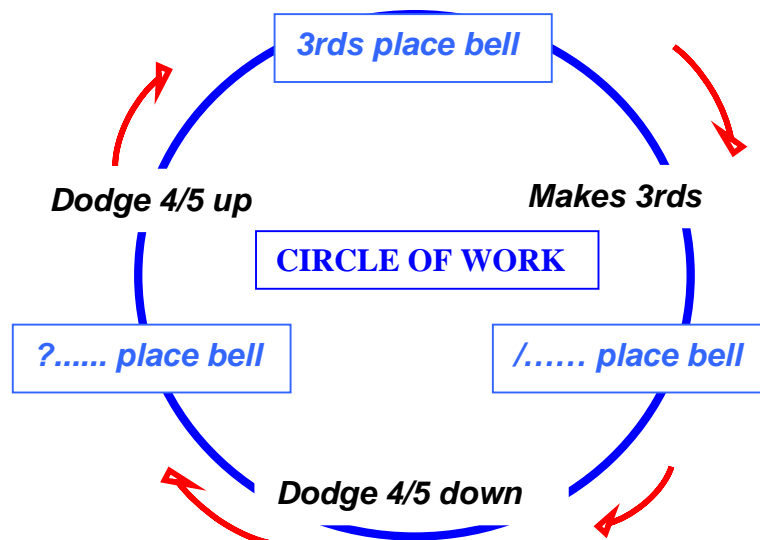 3rds place bell
Dodge 4/5 up
Makes 3rds
CIRCLE OF WORK
?...... place bell
/…… place bell
Dodge 4/5 down